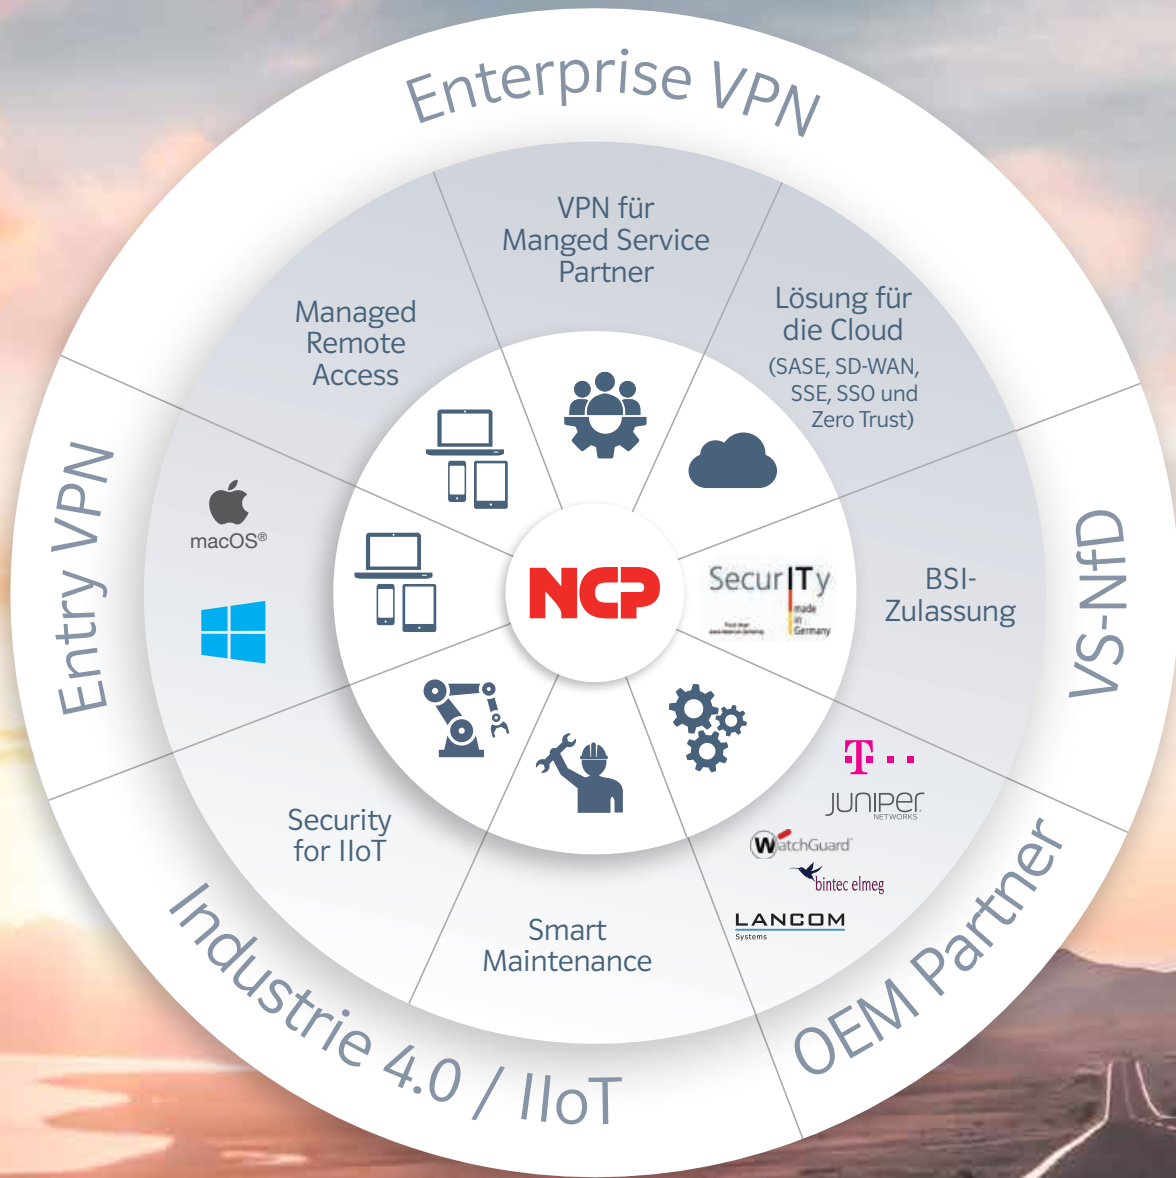 Enterprise VPN
VPN für
Manged Service
Partner
Lösung für
die Cloud
(SASE, SD-WAN,
SSE, SSO und
Zero Trust)
Managed
Remote
Access
Entry VPN
macOS®
NCP
SecurITy
made
in
Germany
BSI-
Zulassung
VS-NfD
T
JUNIPEr
NETWORKS
WatchGuard
bintec elmeg
LANCOM
Systems
OEM Partner
Security
for IIoT
Smart
Maintenance
Industrie 4.0 / IIoT